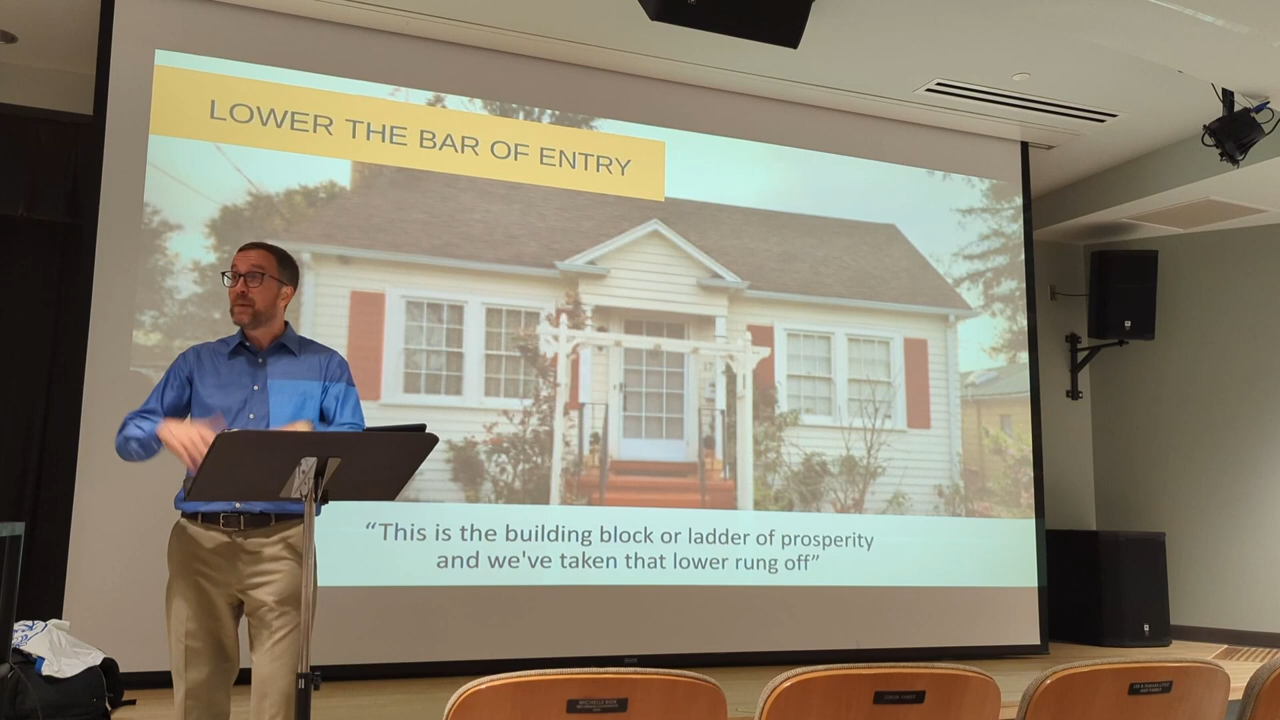 LOWER THE BAR OF ENTRY
“This is the building block or ladder of prosperity
and we've taken that lower rung off”